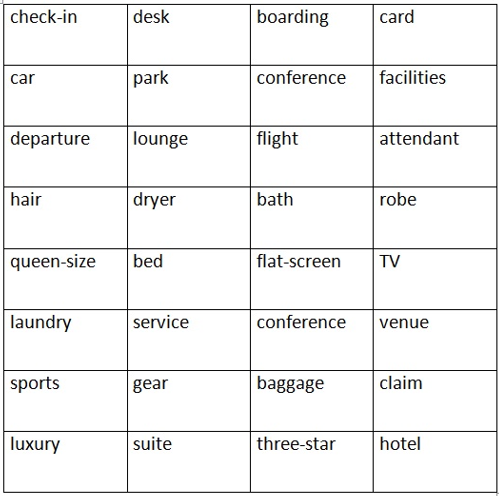 check-in desk boarding card
car park conference facilities
departure lounge flight attendant
hair dryer bath robe
queen-size bed flat-screen TV
laundry service conference venue
sports gear baggage claim
luxury suite three-star hotel